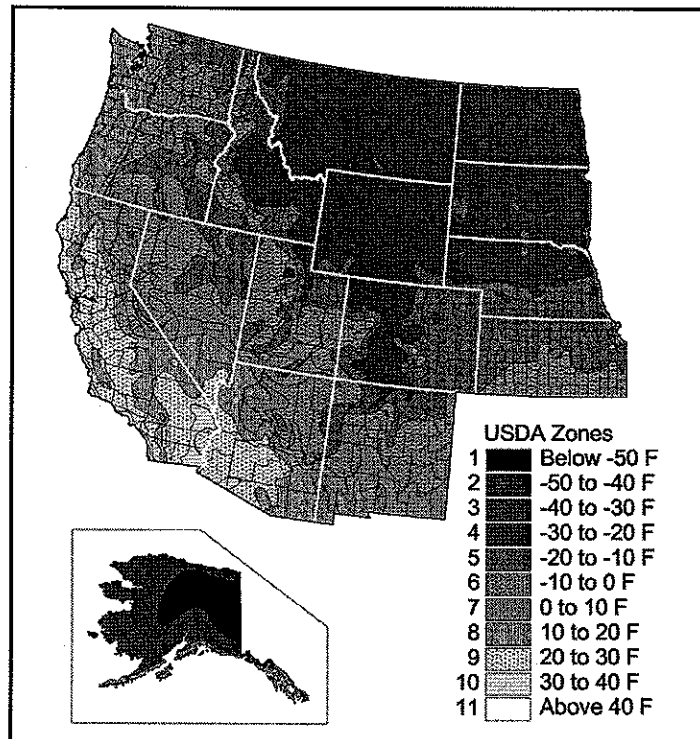 USDA Zones
1 Below -50 F
2 -50 to -40 F
3 -40 to -30 F
4 -30 to -20 F
5 -20 to -10 F
6 -10 to 0 F
7 0 to 10 F
8 10 to 20 F
9 20 to 30 F
10 30 to 40 F
11 Above 40 F